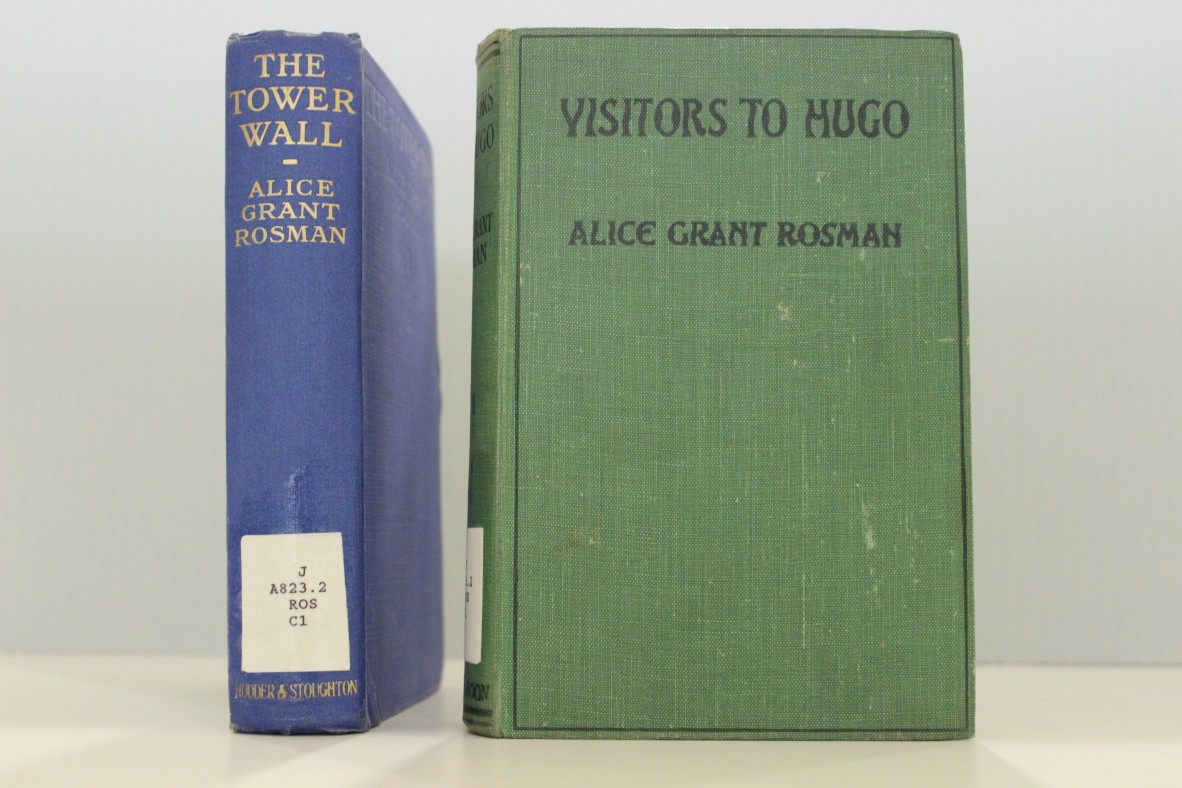 THE
TOWER
WALL
-
ALICE
GRANT
ROSMAN
J
A823.2
ROS
C1
HODDER & STOUGHTON
VISITORS TO HUGO
ALICE GRANT ROSMAN